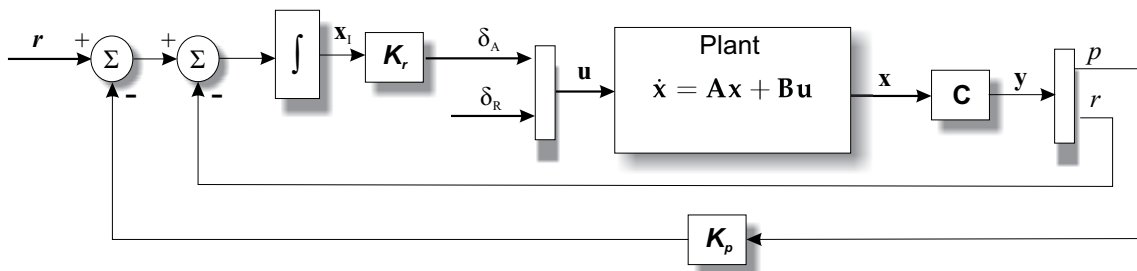 r
+
Σ
-
+
Σ
-
∫
x_I
K_r
δ_A
δ_R
u
Plant
ẋ = Ax + Bu
x
C
y
p
r
K_p